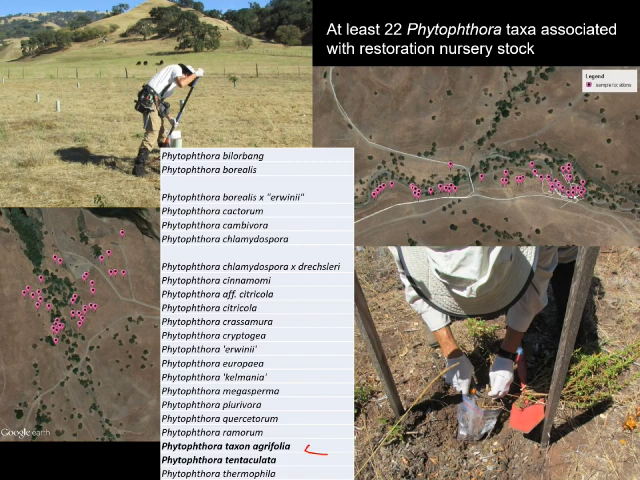 At least 22 Phytophthora taxa associated
with restoration nursery stock
Legend
sample locations
Phytophthora bilorbang
Phytophthora borealis
Phytophthora borealis x "erwinii"
Phytophthora cactorum
Phytophthora cambivora
Phytophthora chlamydospora
Phytophthora chlamydospora x drechsleri
Phytophthora cinnamomi
Phytophthora aff. citricola
Phytophthora citricola
Phytophthora crassamura
Phytophthora cryptogea
Phytophthora 'erwinii'
Phytophthora europaea
Phytophthora 'kelmania'
Phytophthora megasperma
Phytophthora plurivora
Phytophthora quercetorum
Phytophthora ramorum
Phytophthora taxon agrifolia
Phytophthora tentaculata
Phytophthora thermophila
Google earth